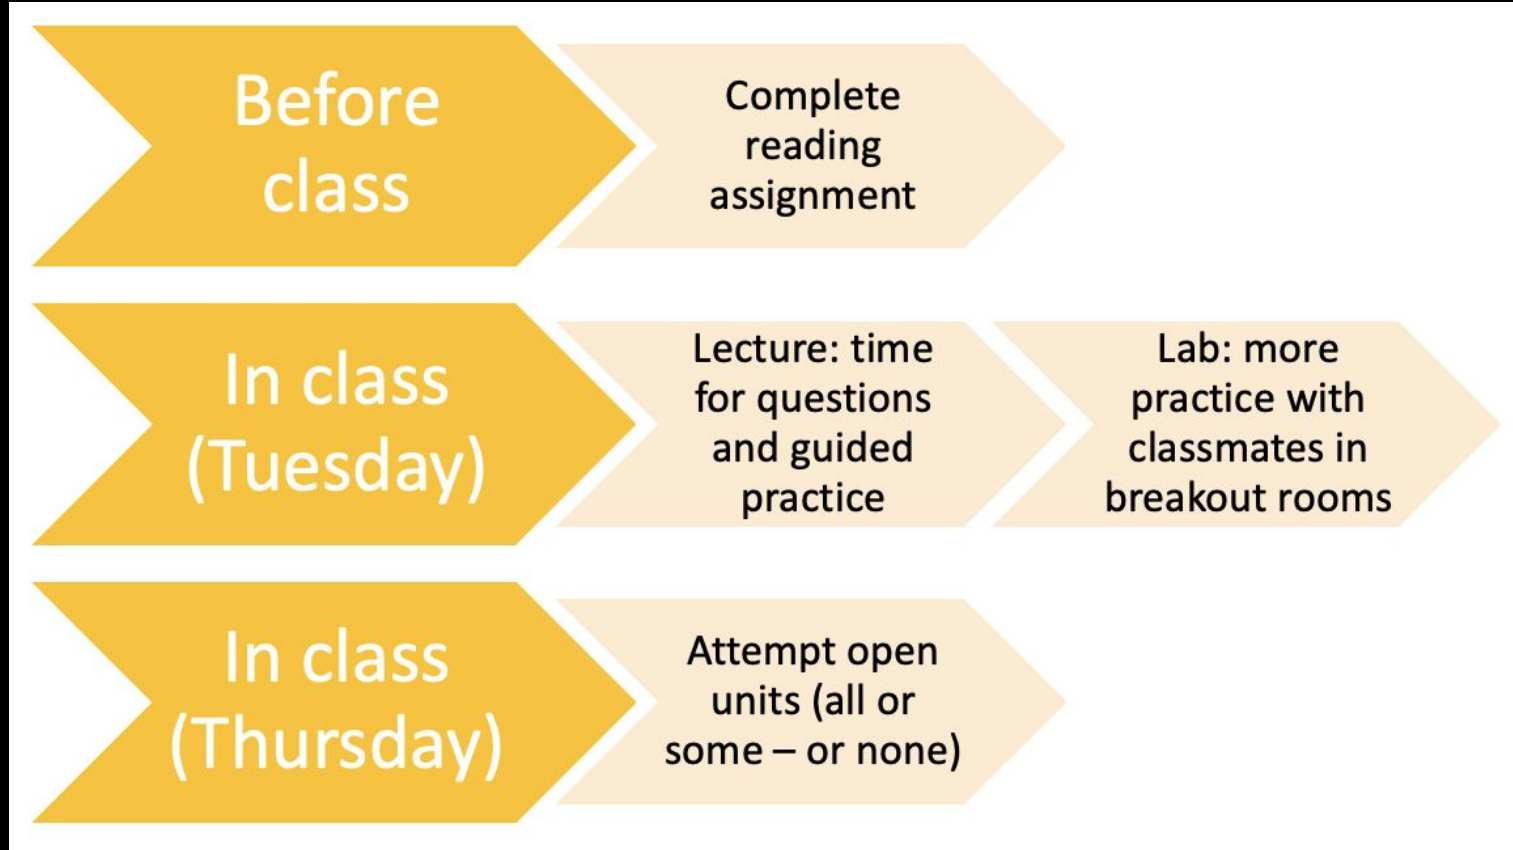 Before
class
Complete
reading
assignment
In class
(Tuesday)
Lecture: time
for questions
and guided
practice
Lab: more
practice with
classmates in
breakout rooms
In class
(Thursday)
Attempt open
units (all or
some – or none)